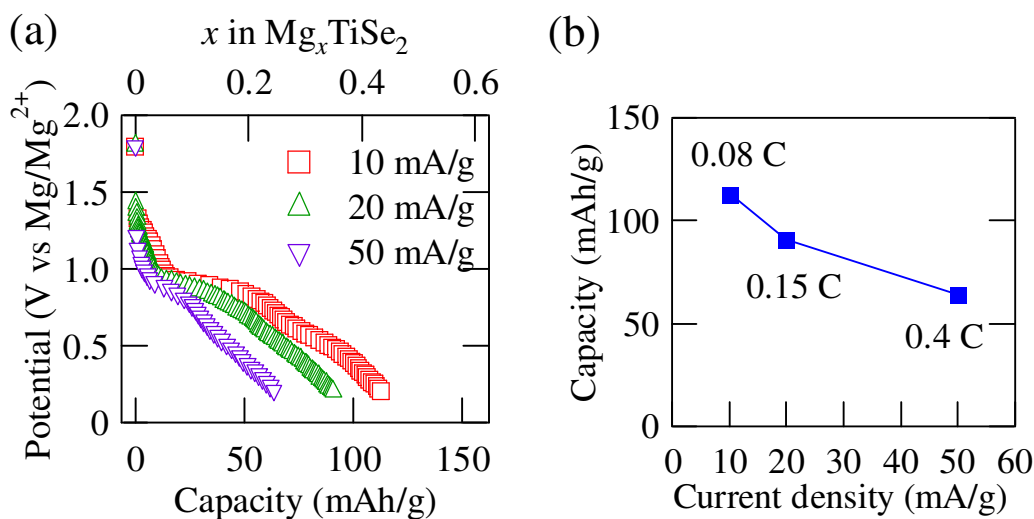 (a)
x in MgₓTiSe₂
0 0.2 0.4 0.6
Potential (V vs Mg/Mg²⁺)
2.0
1.5
1.0
0.5
0
10 mA/g
20 mA/g
50 mA/g
0 50 100 150
Capacity (mAh/g)
(b)
Capacity (mAh/g)
150
100
50
0
0.08 C
0.15 C
0.4 C
0 10 20 30 40 50 60
Current density (mA/g)